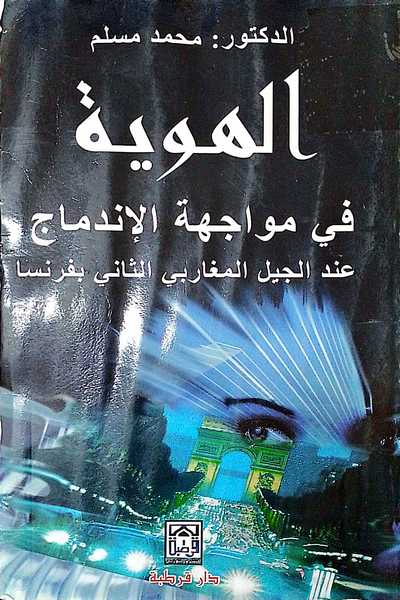 الدكتور: محمد مسلم
الهوية
في مواجهة الإندماج
عند الجيل المغاربي الثاني بفرنسا
دار قرطبة